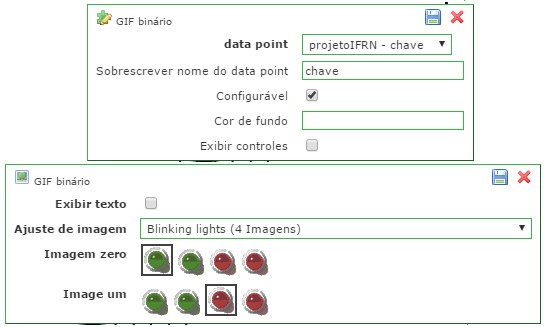 GIF binário
data point projetoIFRN - chave
Sobrescrever nome do data point chave
Configurável
Cor de fundo
Exibir controles
GIF binário
Exibir texto
Ajuste de imagem Blinking lights (4 Imagens)
Imagem zero
Image um